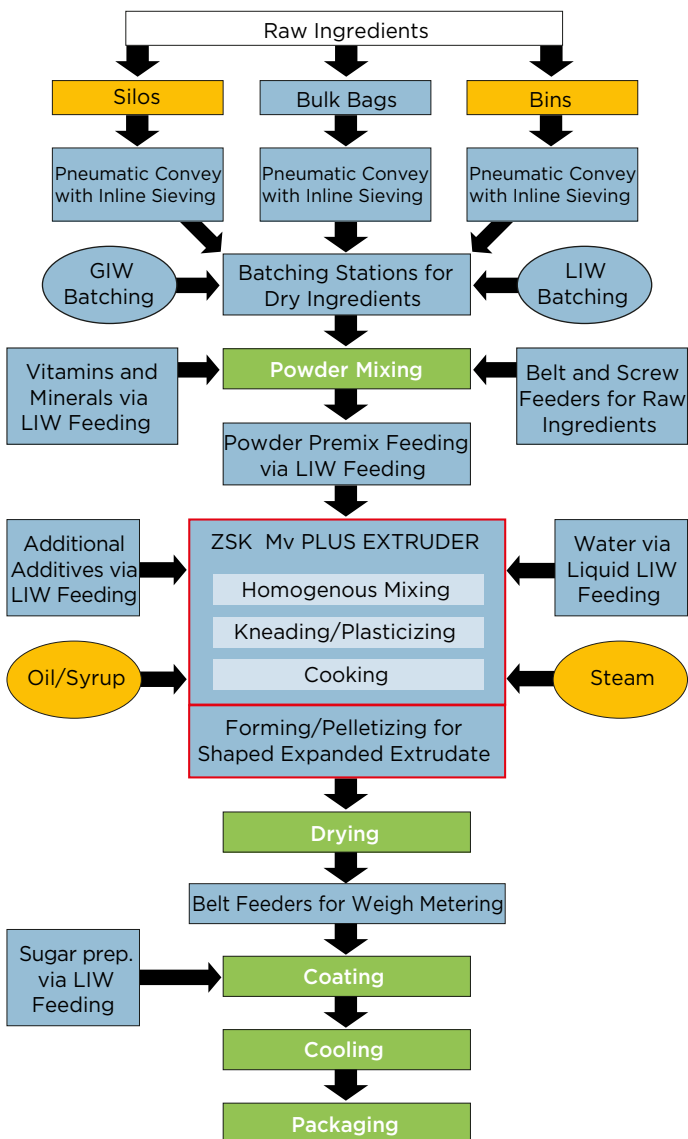 Raw Ingredients
Silos
Bulk Bags
Bins
Pneumatic Convey
with Inline Sieving
Pneumatic Convey
with Inline Sieving
Pneumatic Convey
with Inline Sieving
GIW
Batching
Batching Stations for
Dry Ingredients
LIW
Batching
Vitamins and
Minerals via
LIW Feeding
Powder Mixing
Belt and Screw
Feeders for Raw
Ingredients
Powder Premix Feeding
via LIW Feeding
Additional
Additives via
LIW Feeding
ZSK Mv PLUS EXTRUDER
Homogenous Mixing
Kneading/Plasticizing
Cooking
Water via
Liquid LIW
Feeding
Oil/Syrup
Steam
Forming/Pelletizing for
Shaped Expanded Extrudate
Drying
Belt Feeders for Weigh Metering
Sugar prep.
via LIW
Feeding
Coating
Cooling
Packaging